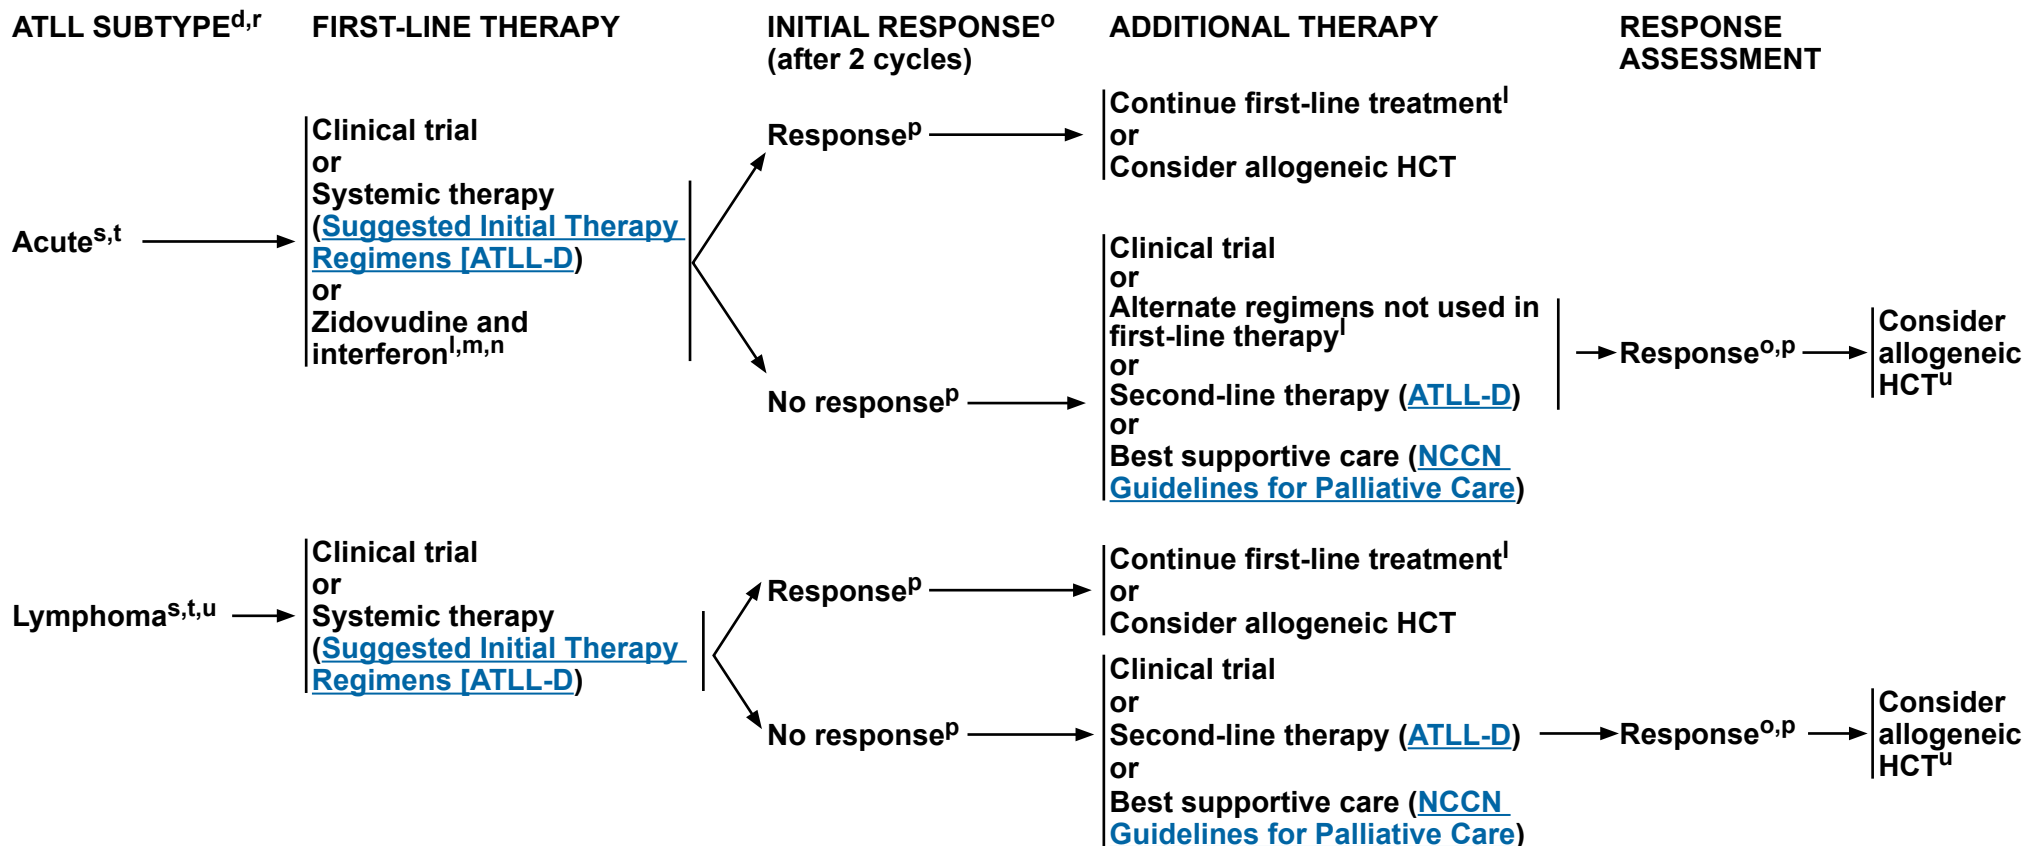 ATLL SUBTYPEd,r
FIRST-LINE THERAPY
INITIAL RESPONSEo
(after 2 cycles)
ADDITIONAL THERAPY
RESPONSE
ASSESSMENT
Acutes,t
Clinical trial
or
Systemic therapy
(Suggested Initial Therapy
Regimens [ATLL-D)
or
Zidovudine and
interferonl,m,n
Responsep
Continue first-line treatmentl
or
Consider allogeneic HCT
No responsep
Clinical trial
or
Alternate regimens not used in
first-line therapyl
or
Second-line therapy (ATLL-D)
or
Best supportive care (NCCN
Guidelines for Palliative Care)
Responseo,p
Consider
allogeneic
HCTu
Lymphomas,t,u
Clinical trial
or
Systemic therapy
(Suggested Initial Therapy
Regimens [ATLL-D)
Responsep
Continue first-line treatmentl
or
Consider allogeneic HCT
No responsep
Clinical trial
or
Second-line therapy (ATLL-D)
or
Best supportive care (NCCN
Guidelines for Palliative Care)
Responseo,p
Consider
allogeneic
HCTu